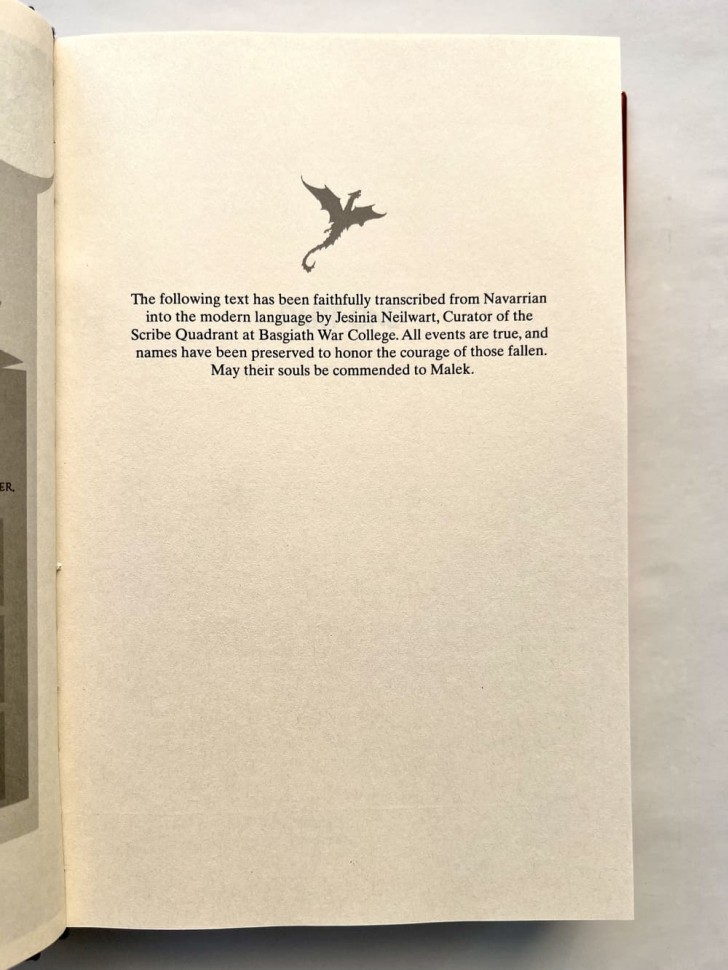 The following text has been faithfully transcribed from Navarrian
into the modern language by Jesinia Neilwart, Curator of the
Scribe Quadrant at Basgiath War College. All events are true, and
names have been preserved to honor the courage of those fallen.
May their souls be commended to Malek.
ER.